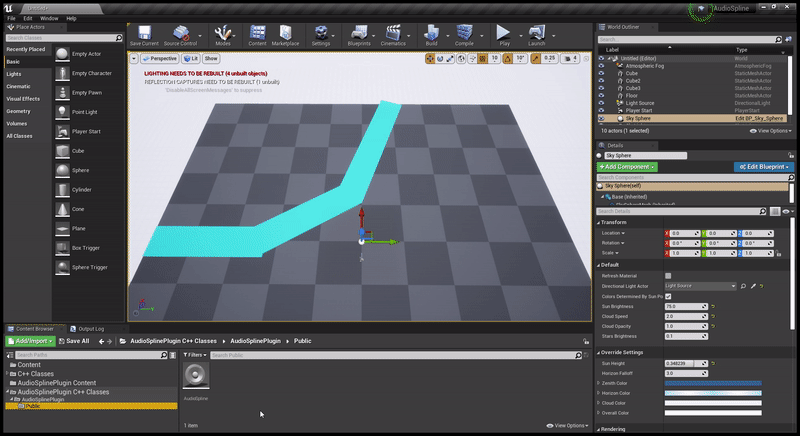 Untitled•
AudioSpline
File Edit Window Help
Place Actors
Search Classes
Recently Placed
Basic
Lights
Cinematic
Visual Effects
Geometry
Volumes
All Classes
Empty Actor
Empty Character
Empty Pawn
Point Light
Player Start
Cube
Sphere
Cylinder
Cone
Plane
Box Trigger
Sphere Trigger
Save Current
Source Control
Modes
Content
Marketplace
Settings
Blueprints
Cinematics
Build
Compile
Play
Launch
Perspective Lit Show
10 10° 0.25 4
LIGHTING NEEDS TO BE REBUILT (4 unbuilt objects)
REFLECTION CAPTURES NEED TO BE REBUILT (1 unbuilt)
'DisableAllScreenMessages' to suppress
World Outliner
Search...
Label Type
Untitled (Editor) World
Atmospheric Fog AtmosphericFog
Cube StaticMeshActor
Cube2 StaticMeshActor
Cube3 StaticMeshActor
Floor StaticMeshActor
Light Source DirectionalLight
Player Start PlayerStart
Sky Sphere Edit BP_Sky_Sphere
10 actors (1 selected)
View Options
Details
Sky Sphere
Add Component
Edit Blueprint
Search Components
Sky Sphere(self)
Base (Inherited)
Search Details
Transform
Location X 0.0 Y 0.0 Z 0.0
Rotation X 0.0° Y 0.0° Z 0.0°
Scale X 1.0 Y 1.0 Z 1.0
Default
Refresh Material
Directional Light Actor Light Source
Colors Determined By Sun Po
Sun Brightness 75.0
Cloud Speed 2.0
Cloud Opacity 1.0
Stars Brightness 0.1
Override Settings
Sun Height 0.348239
Horizon Falloff 3.0
Zenith Color
Horizon Color
Cloud Color
Overall Color
Rendering
Content Browser
Output Log
Add/Import Save All AudioSplinePlugin C++ Classes AudioSplinePlugin Public
Search Paths
Content
C++ Classes
AudioSplinePlugin Content
AudioSplinePlugin C++ Classes
AudioSplinePlugin
Public
Filters Search Public
AudioSpline
1 item
View Options